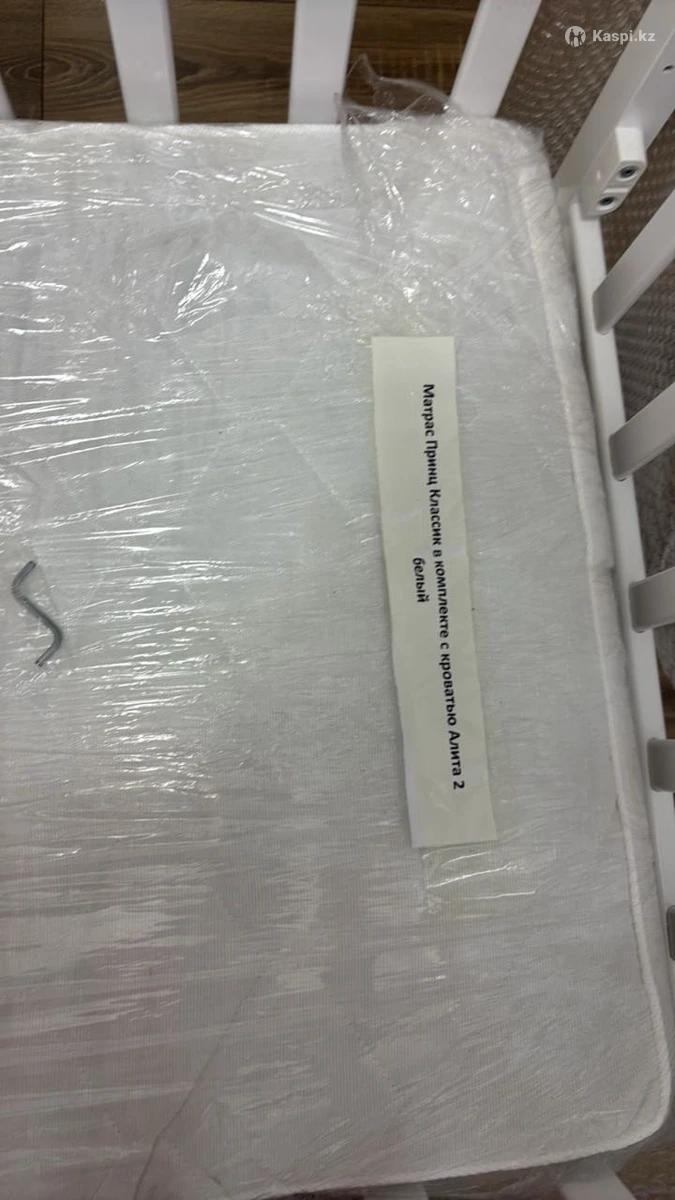 Kaspi.kz
Матрас Принц Классик в комплекте с кроватью Алита 2
белый